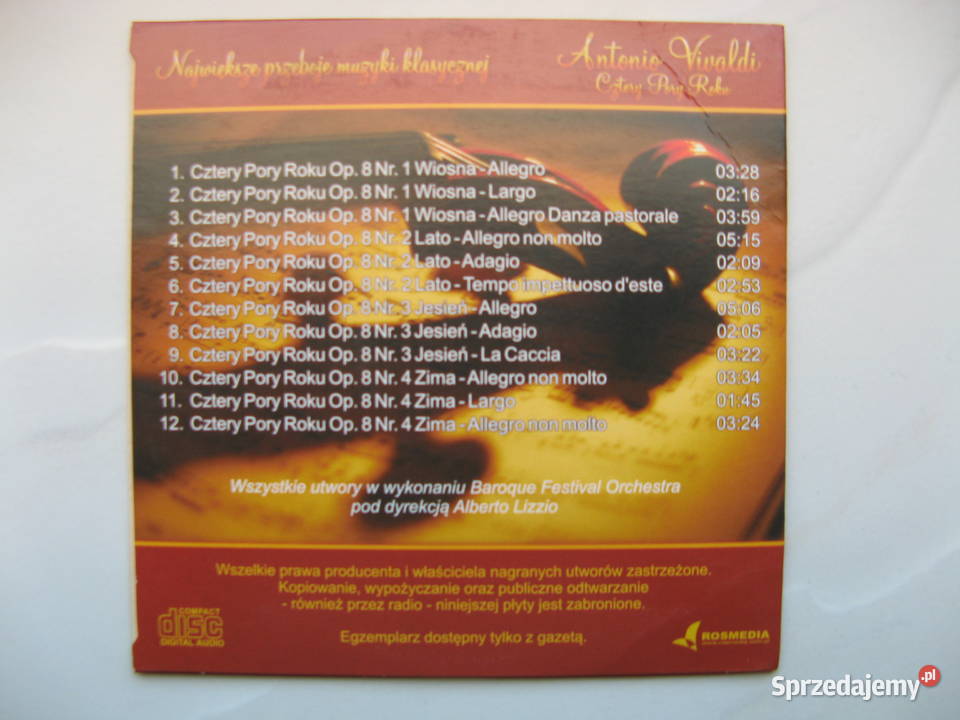 Największe przeboje muzyki klasycznej
Antonio Vivaldi
Cztery Pory Roku
1. Cztery Pory Roku Op. 8 Nr. 1 Wiosna - Allegro 03:28
2. Cztery Pory Roku Op. 8 Nr. 1 Wiosna - Largo 02:16
3. Cztery Pory Roku Op. 8 Nr. 1 Wiosna - Allegro Danza pastorale 03:59
4. Cztery Pory Roku Op. 8 Nr. 2 Lato - Allegro non molto 05:15
5. Cztery Pory Roku Op. 8 Nr. 2 Lato - Adagio 02:09
6. Cztery Pory Roku Op. 8 Nr. 2 Lato - Tempo impettuoso d'este 02:53
7. Cztery Pory Roku Op. 8 Nr. 3 Jesień - Allegro 05:06
8. Cztery Pory Roku Op. 8 Nr. 3 Jesień - Adagio 02:05
9. Cztery Pory Roku Op. 8 Nr. 3 Jesień - La Caccia 03:22
10. Cztery Pory Roku Op. 8 Nr. 4 Zima - Allegro non molto 03:34
11. Cztery Pory Roku Op. 8 Nr. 4 Zima - Largo 01:45
12. Cztery Pory Roku Op. 8 Nr. 4 Zima - Allegro non molto 03:24
Wszystkie utwory w wykonaniu Baroque Festival Orchestra
pod dyrekcją Alberto Lizzio
Wszelkie prawa producenta i właściciela nagranych utworów zastrzeżone.
Kopiowanie, wypożyczanie oraz publiczne odtwarzanie
- również przez radio - niniejszej płyty jest zabronione.
Egzemplarz dostępny tylko z gazetą.
COMPACT
disc
DIGITAL AUDIO
ROSMEDIA
Sprzedajemy.pl